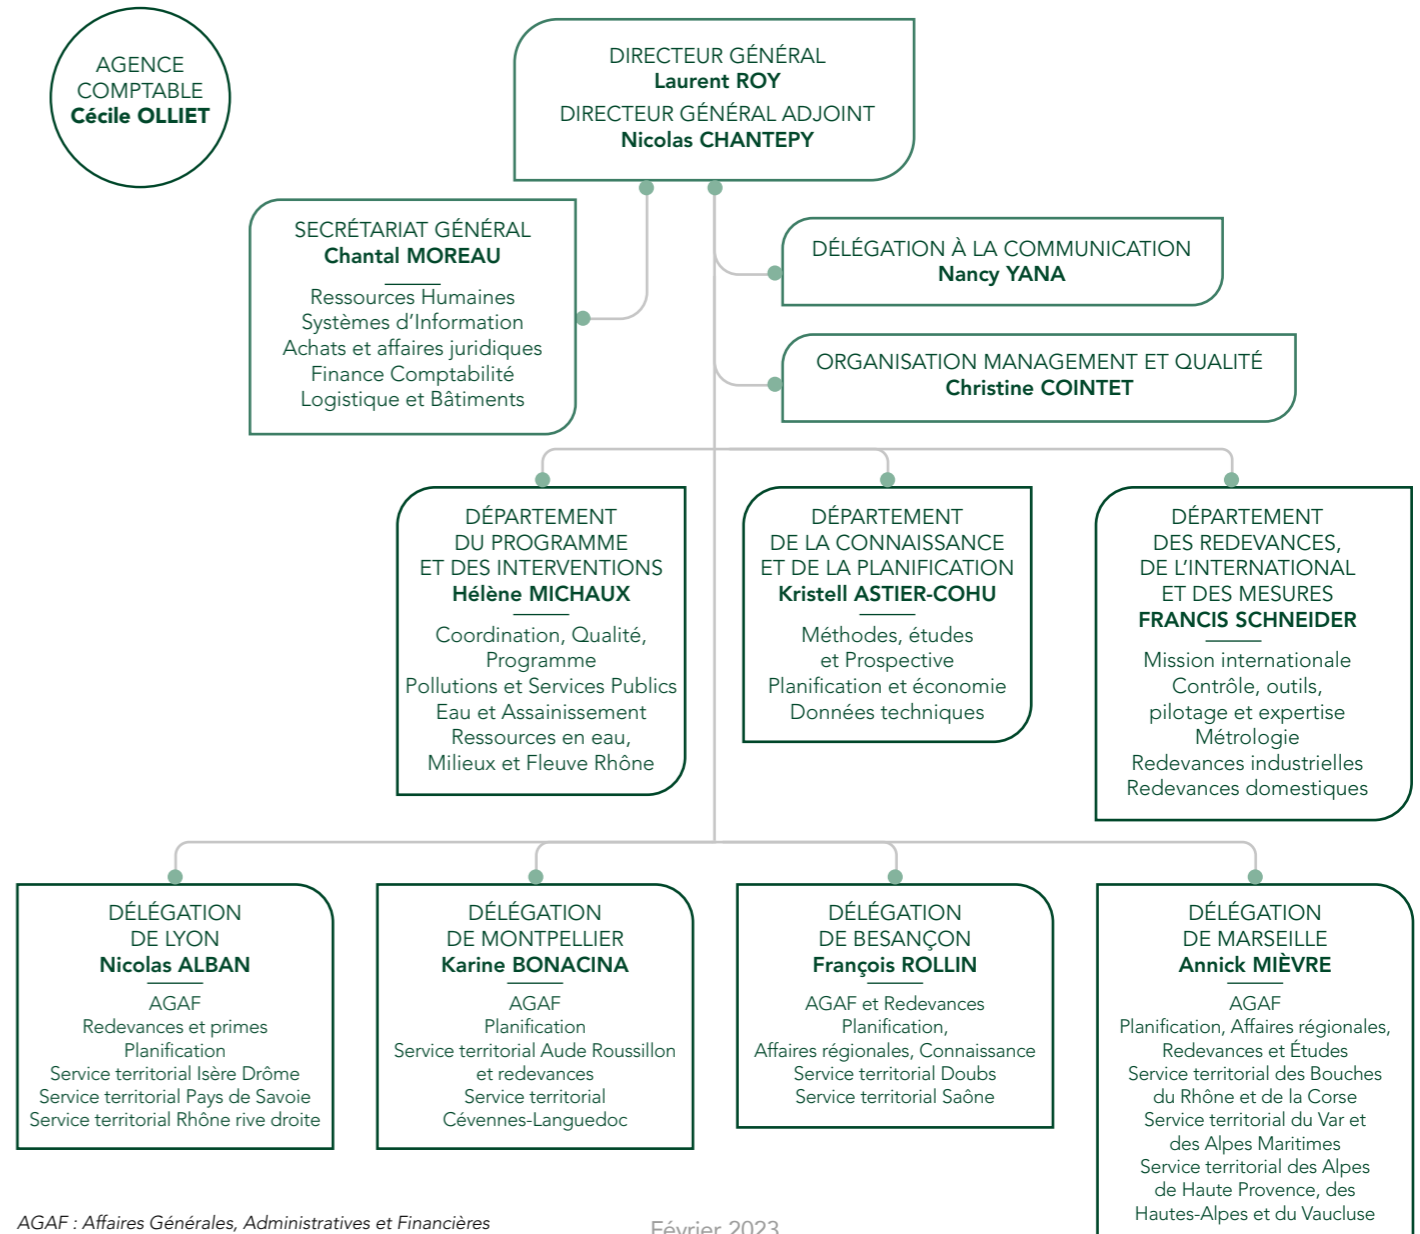 AGENCE
COMPTABLE
Cécile OLLIET
DIRECTEUR GÉNÉRAL
Laurent ROY
DIRECTEUR GÉNÉRAL ADJOINT
Nicolas CHANTEPY
SECRÉTARIAT GÉNÉRAL
Chantal MOREAU
Ressources Humaines
Systèmes d'Information
Achats et affaires juridiques
Finance Comptabilité
Logistique et Bâtiments
DÉLÉGATION À LA COMMUNICATION
Nancy YANA
ORGANISATION MANAGEMENT ET QUALITÉ
Christine COINTET
DÉPARTEMENT
DU PROGRAMME
ET DES INTERVENTIONS
Hélène MICHAUX
Coordination, Qualité,
Programme
Pollutions et Services Publics
Eau et Assainissement
Ressources en eau,
Milieux et Fleuve Rhône
DÉPARTEMENT
DE LA CONNAISSANCE
ET DE LA PLANIFICATION
Kristell ASTIER-COHU
Méthodes, études
et Prospective
Planification et économie
Données techniques
DÉPARTEMENT
DES REDEVANCES,
DE L'INTERNATIONAL
ET DES MESURES
FRANCIS SCHNEIDER
Mission internationale
Contrôle, outils,
pilotage et expertise
Métrologie
Redevances industrielles
Redevances domestiques
DÉLÉGATION
DE LYON
Nicolas ALBAN
AGAF
Redevances et primes
Planification
Service territorial Isère Drôme
Service territorial Pays de Savoie
Service territorial Rhône rive droite
DÉLÉGATION
DE MONTPELLIER
Karine BONACINA
AGAF
Planification
Service territorial Aude Roussillon
et redevances
Service territorial
Cévennes-Languedoc
DÉLÉGATION
DE BESANÇON
François ROLLIN
AGAF et Redevances
Planification,
Affaires régionales, Connaissance
Service territorial Doubs
Service territorial Saône
DÉLÉGATION
DE MARSEILLE
Annick MIÈVRE
AGAF
Planification, Affaires régionales,
Redevances et Études
Service territorial des Bouches
du Rhône et de la Corse
Service territorial du Var et
des Alpes Maritimes
Service territorial des Alpes
de Haute Provence, des
Hautes-Alpes et du Vaucluse
AGAF : Affaires Générales, Administratives et Financières
Février 2023